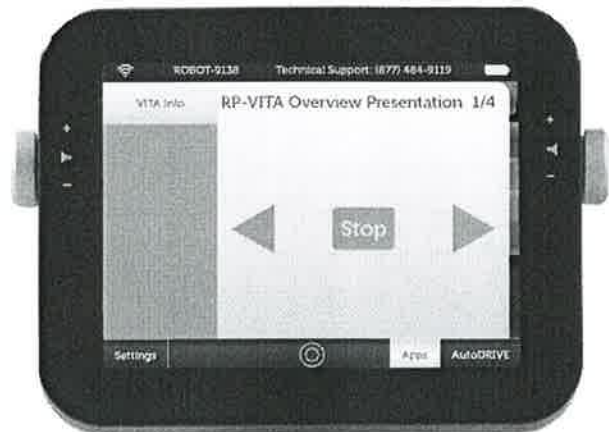 ROBOT-9138 Technical Support: (877) 484-9119
VITA Info RP-VITA Overview Presentation 1/4
Stop
Settings Apps AutoDRIVE